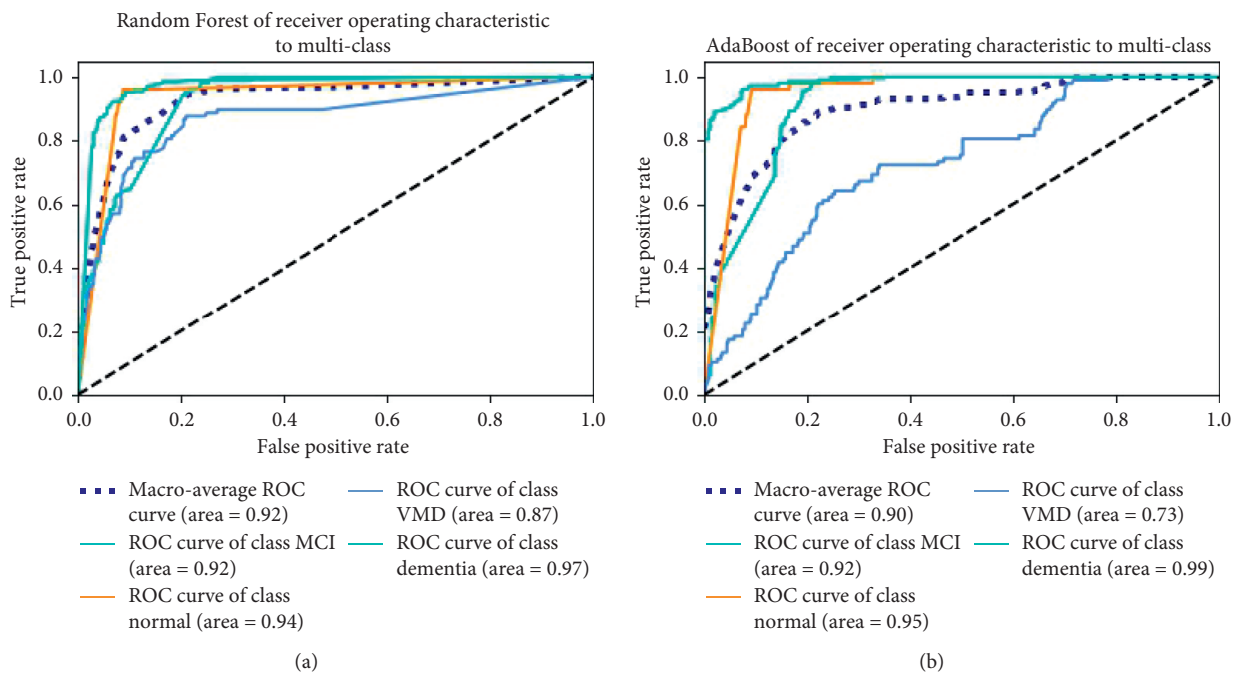 Random Forest of receiver operating characteristic
to multi-class
1.0
0.8
0.6
0.4
0.2
0.0
True positive rate
0.0
0.2
0.4
0.6
0.8
1.0
False positive rate
Macro-average ROC
curve (area = 0.92)
ROC curve of class MCI
(area = 0.92)
ROC curve of class
normal (area = 0.94)
ROC curve of class
VMD (area = 0.87)
ROC curve of class
dementia (area = 0.97)
(a)
AdaBoost of receiver operating characteristic to multi-class
1.0
0.8
0.6
0.4
0.2
0.0
True positive rate
0.0
0.2
0.4
0.6
0.8
1.0
False positive rate
Macro-average ROC
curve (area = 0.90)
ROC curve of class MCI
(area = 0.92)
ROC curve of class
normal (area = 0.95)
ROC curve of class
VMD (area = 0.73)
ROC curve of class
dementia (area = 0.99)
(b)